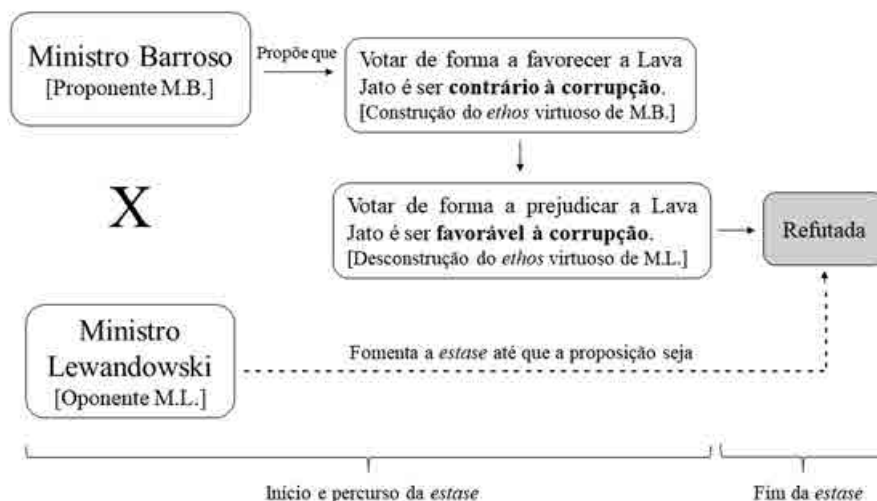 Ministro Barroso
[Proponente M.B.]
Propõe que
Votar de forma a favorecer a Lava
Jato é ser contrário à corrupção.
[Construção do ethos virtuoso de M.B.]
X
Votar de forma a prejudicar a Lava
Jato é ser favorável à corrupção.
[Desconstrução do ethos virtuoso de M.L.]
Refutada
Ministro
Lewandowski
[Oponente M.L.]
Fomenta a estase até que a proposição seja
Início e percurso da estase
Fim da estase